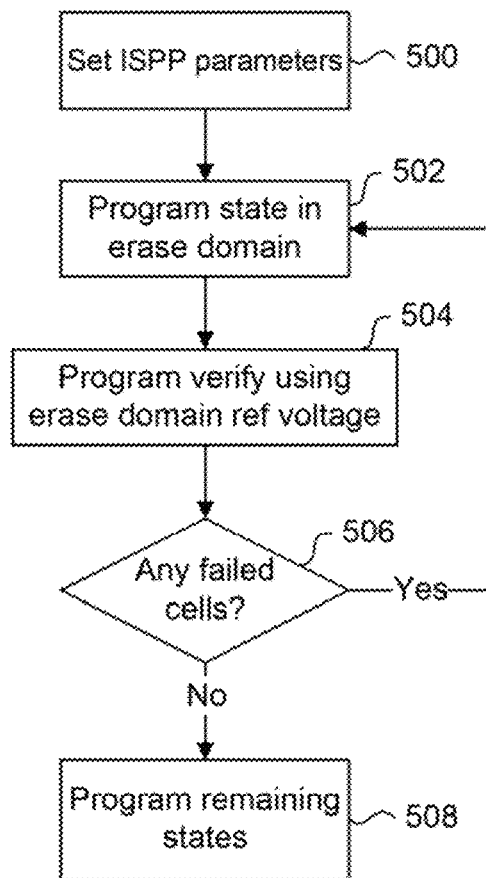 Set ISPP parameters
500
502
Program state in
erase domain
504
Program verify using
erase domain ref voltage
506
Any failed
cells?
Yes
No
Program remaining
states
508